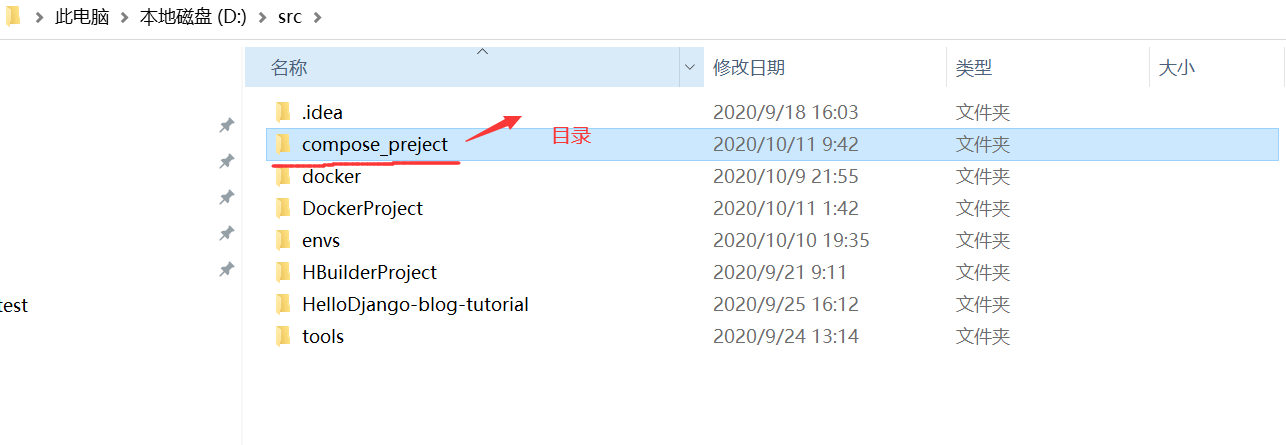 此电脑 本地磁盘 (D:) src
名称 修改日期 类型 大小
.idea 2020/9/18 16:03 文件夹
compose_preject 目录 2020/10/11 9:42 文件夹
docker 2020/10/9 21:55 文件夹
DockerProject 2020/10/11 1:42 文件夹
envs 2020/10/10 19:35 文件夹
HBuilderProject 2020/9/21 9:11 文件夹
test HelloDjango-blog-tutorial 2020/9/25 16:12 文件夹
tools 2020/9/24 13:14 文件夹